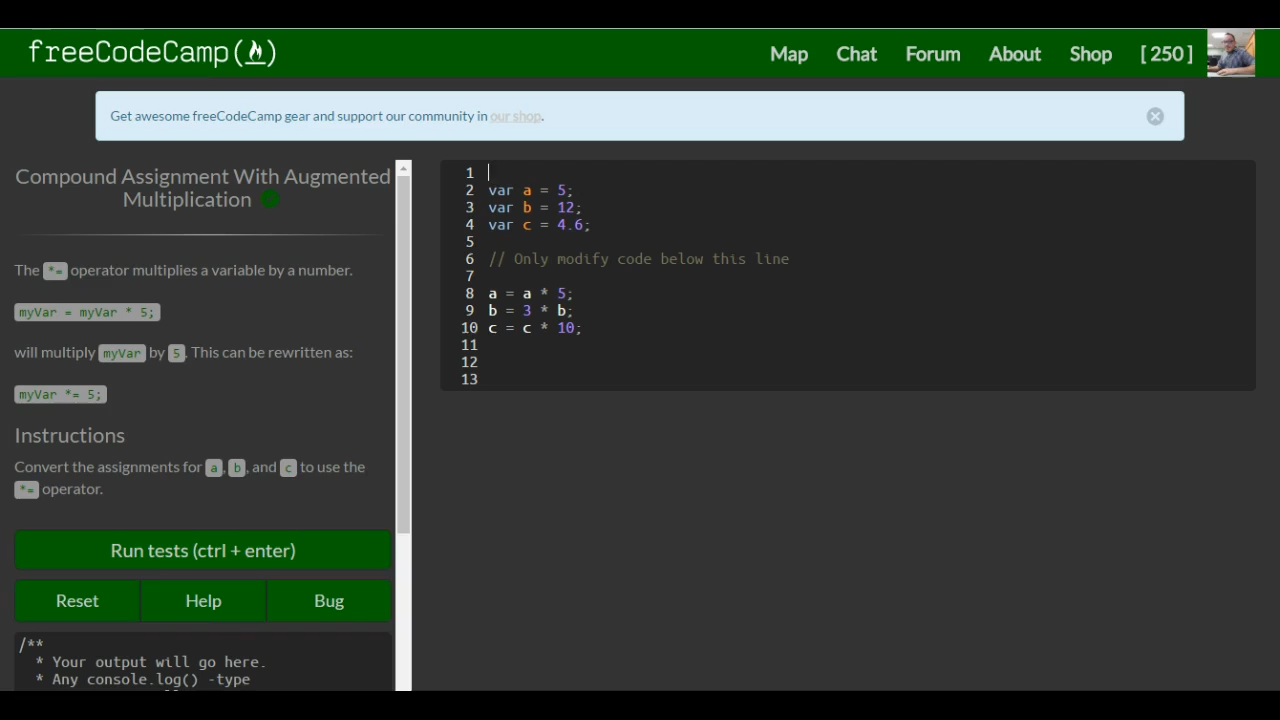 freeCodeCamp(🔥)
Map Chat Forum About Shop [ 250 ]
Get awesome freeCodeCamp gear and support our community in our shop.
Compound Assignment With Augmented
Multiplication
The *= operator multiplies a variable by a number.
myVar = myVar * 5;
will multiply myVar by 5. This can be rewritten as:
myVar *= 5;
Instructions
Convert the assignments for a, b, and c to use the
*= operator.
Run tests (ctrl + enter)
Reset Help Bug
/**
* Your output will go here.
* Any console.log() -type
1
2 var a = 5;
3 var b = 12;
4 var c = 4.6;
5
6 // Only modify code below this line
7
8 a = a * 5;
9 b = 3 * b;
10 c = c * 10;
11
12
13